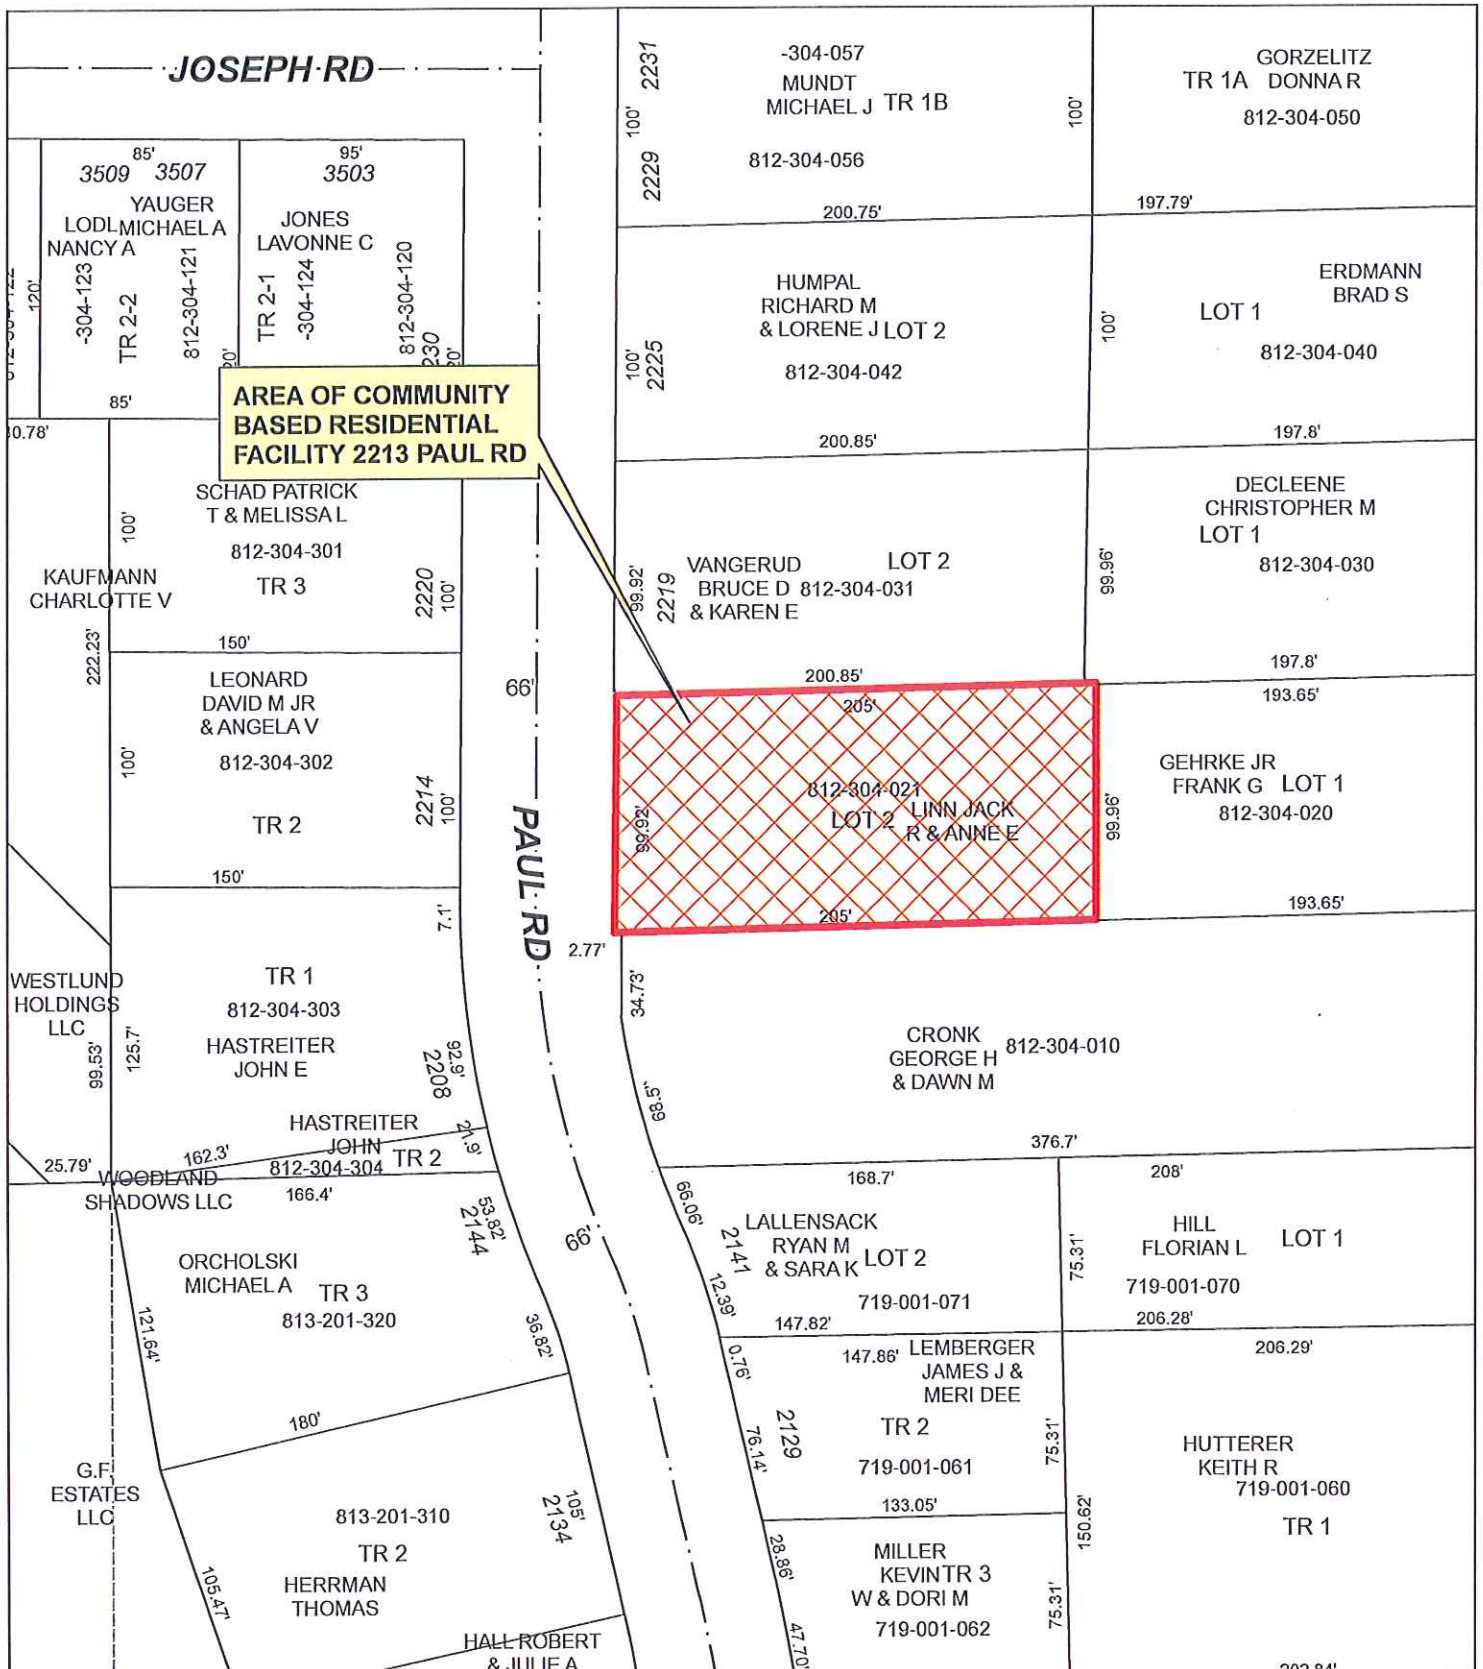 JOSEPH RD
-304-057
MUNDT
MICHAEL J TR 1B
812-304-056
2231
100'
2229
100'
200.75'
GORZELITZ
TR 1A DONNA R
812-304-050
197.79'
85'
3509 3507
YAUGER
MICHAEL A
LODL
NANCY A
-304-123
TR 2-2
812-304-121
120'
85'
95'
3503
JONES
LAVONNE C
TR 2-1
-304-124
812-304-120
HUMPAL
RICHARD M
& LORENE J LOT 2
812-304-042
100'
2225
100'
200.85'
ERDMANN
BRAD S
LOT 1
812-304-040
197.8'
AREA OF COMMUNITY
BASED RESIDENTIAL
FACILITY 2213 PAUL RD
SCHAD PATRICK
T & MELISSA L
812-304-301
TR 3
100'
2220
100'
150'
KAUFMANN
CHARLOTTE V
222.23'
VANGERUD
BRUCE D
& KAREN E
812-304-031
LOT 2
99.92'
2219
99.96'
200.85'
DECLEENE
CHRISTOPHER M
LOT 1
812-304-030
197.8'
LEONARD
DAVID M JR
& ANGELA V
812-304-302
TR 2
100'
2214
100'
150'
66'
PAUL RD
205'
812-304-021
LOT 2
LINN JACK
R & ANNE E
99.92'
99.96'
205'
193.65'
GEHRKE JR
FRANK G LOT 1
812-304-020
193.65'
7.1'
2.77'
34.73'
WESTLUND
HOLDINGS
LLC
99.53'
125.7'
TR 1
812-304-303
HASTREITER
JOHN E
92.9'
2208
CRONK
GEORGE H
& DAWN M
812-304-010
68.5'
376.7'
HASTREITER
JOHN
812-304-304 TR 2
162.3'
21.9'
25.79'
WOODLAND
SHADOWS LLC
166.4'
53.82'
2144
ORCHOLSKI
MICHAEL A
TR 3
813-201-320
121.64'
36.82'
66'
168.7'
66.06'
2141
LALLENSACK
RYAN M
& SARA K LOT 2
719-001-071
12.39'
147.82'
75.31'
208'
HILL
FLORIAN L LOT 1
719-001-070
206.28'
0.76'
147.86'
LEMBERGER
JAMES J &
MERI DEE
TR 2
719-001-061
2129
76.14'
75.31'
133.05'
206.29'
HUTTERER
KEITH R
719-001-060
TR 1
150.62'
180'
G.F.
ESTATES
LLC
813-201-310
TR 2
HERRMAN
THOMAS
105'
2134
105.47'
28.86'
MILLER
KEVIN TR 3
W & DORI M
719-001-062
75.31'
47.70'
HALL ROBERT
& JULIE A